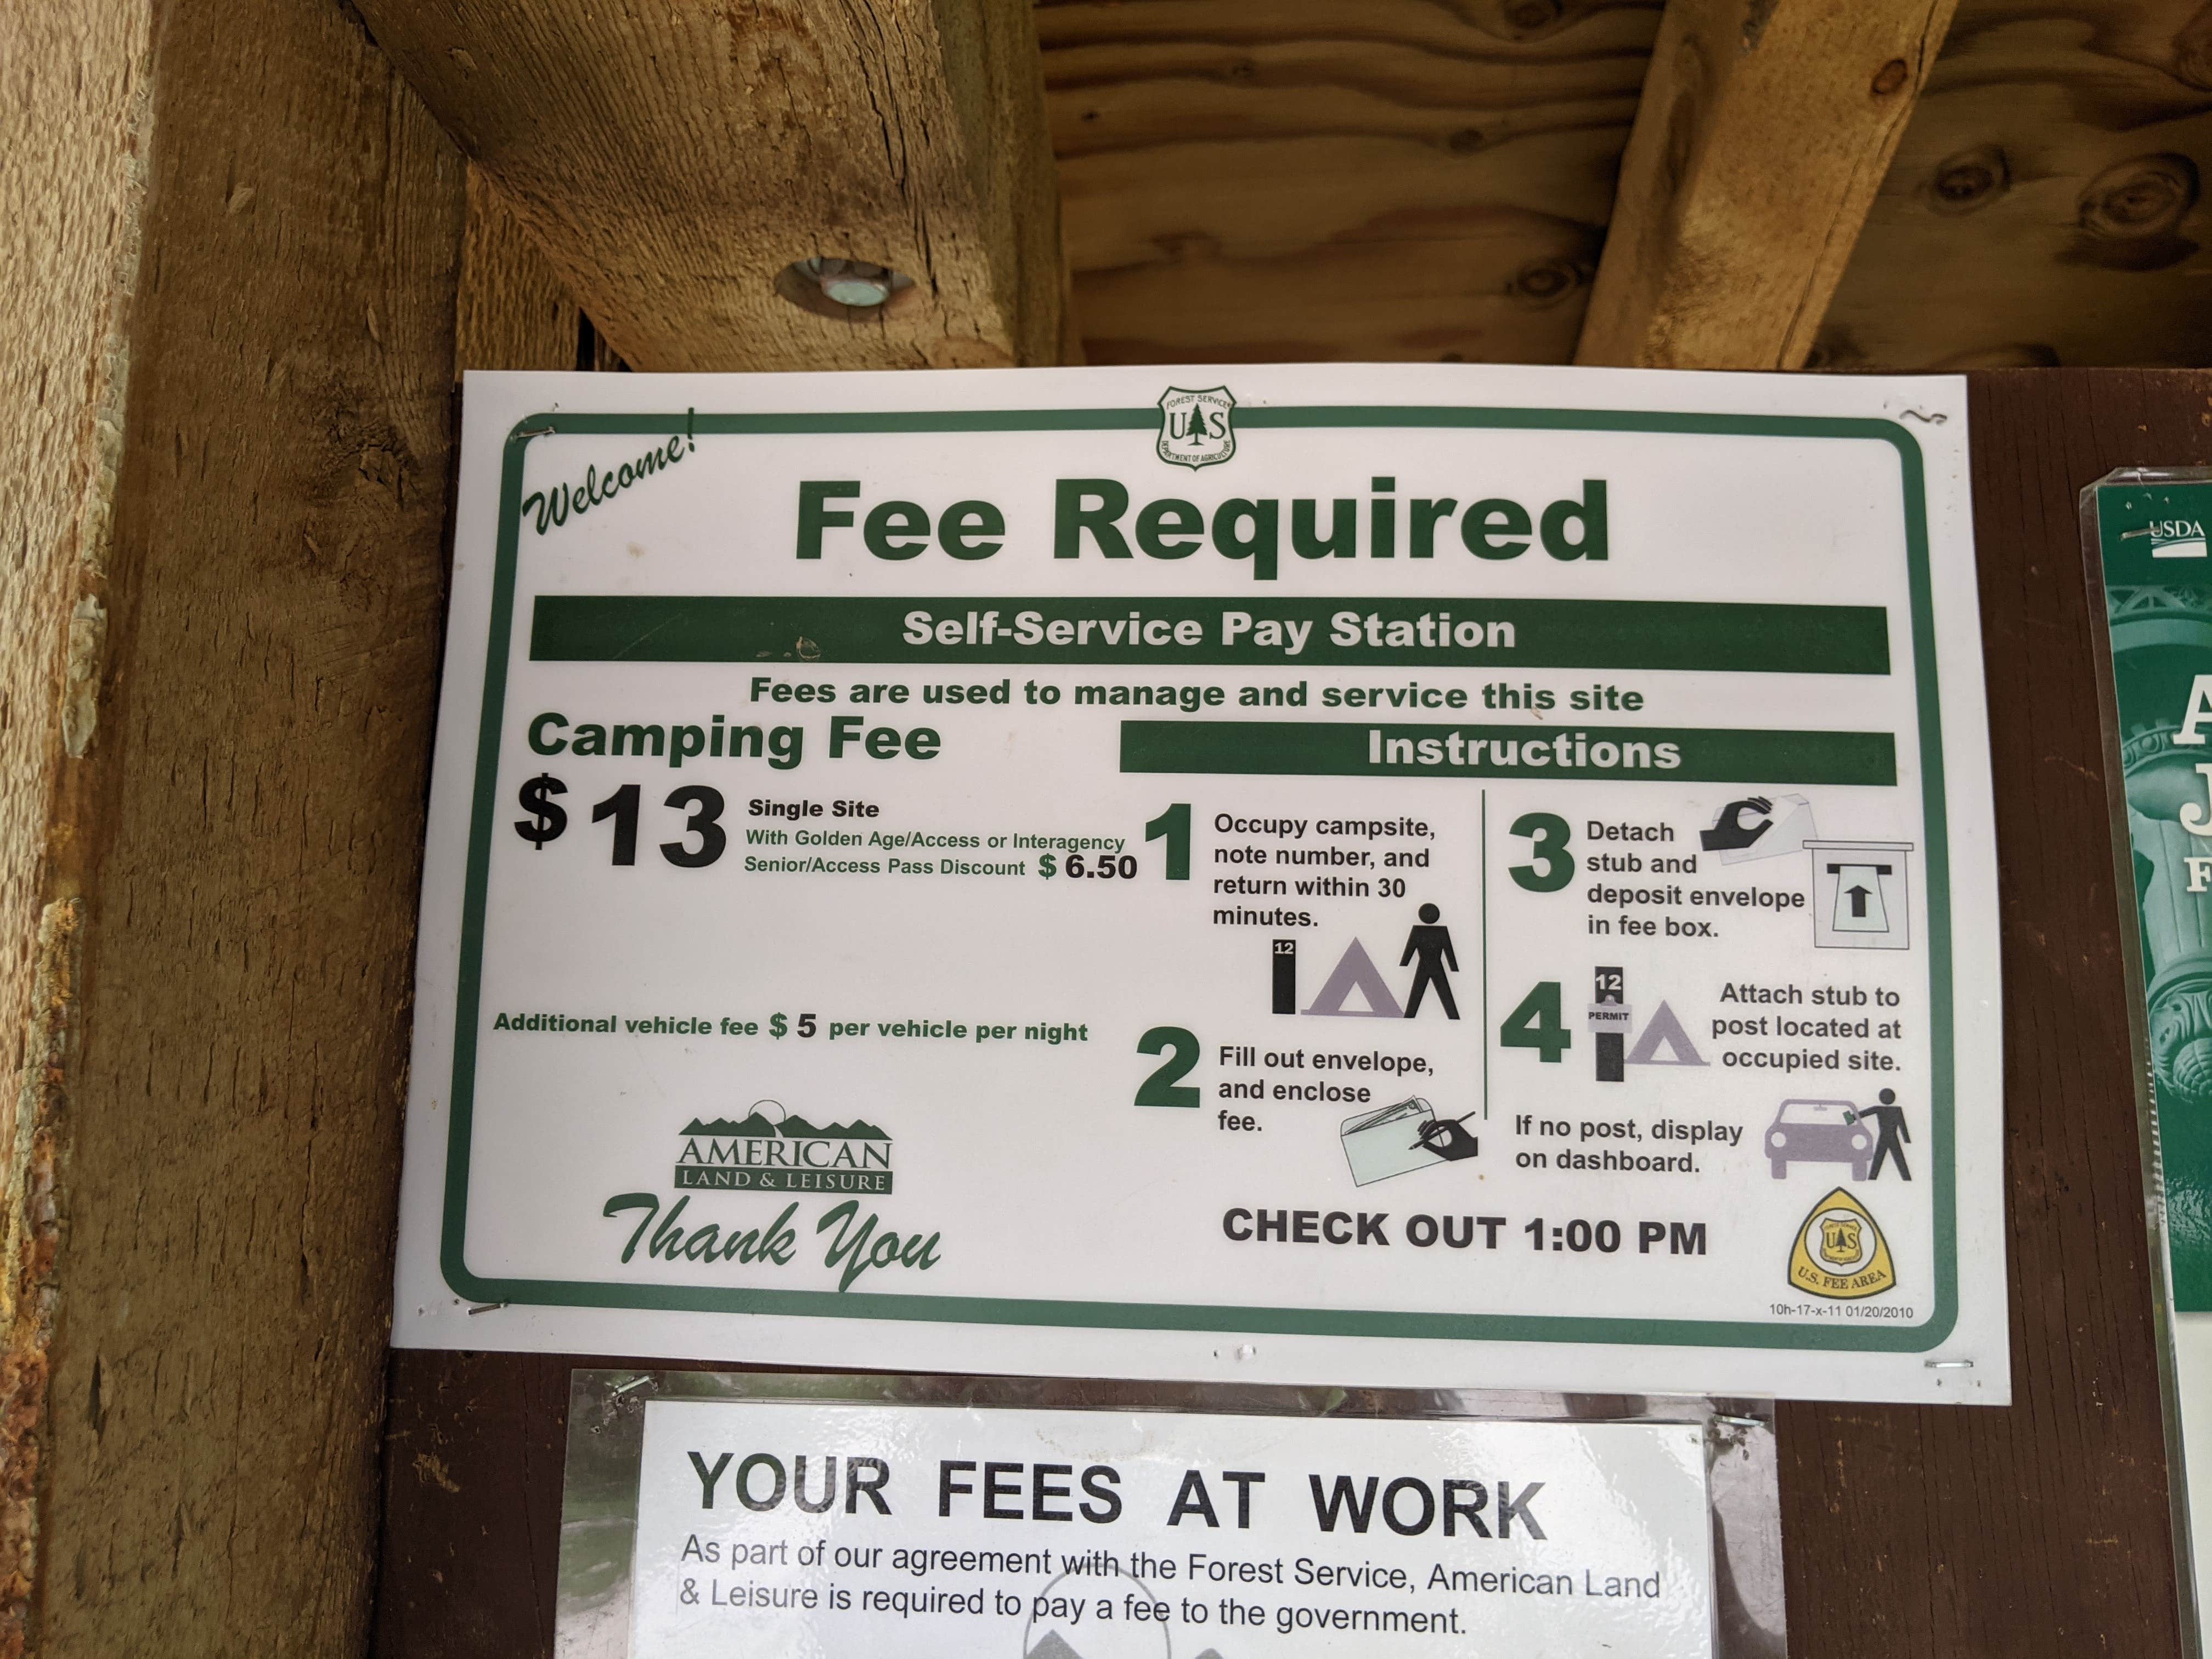 Welcome!
FOREST SERVICE
U S
DEPARTMENT OF AGRICULTURE
Fee Required
Self-Service Pay Station
Fees are used to manage and service this site
Camping Fee
$ 13
Single Site
With Golden Age/Access or Interagency
Senior/Access Pass Discount $ 6.50
Additional vehicle fee $ 5 per vehicle per night
AMERICAN
LAND & LEISURE
Thank You
Instructions
1
Occupy campsite,
note number, and
return within 30
minutes.
12
2
Fill out envelope,
and enclose
fee.
3
Detach
stub and
deposit envelope
in fee box.
4
12
PERMIT
Attach stub to
post located at
occupied site.
If no post, display
on dashboard.
CHECK OUT 1:00 PM
U S
U.S. FEE AREA
10h-17-x-11 01/20/2010
YOUR FEES AT WORK
As part of our agreement with the Forest Service, American Land
& Leisure is required to pay a fee to the government.
USDA